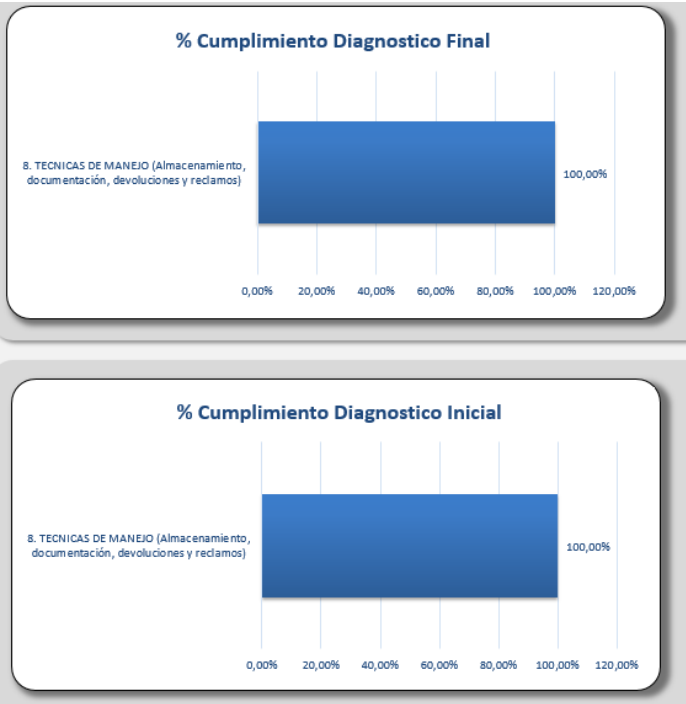 % Cumplimiento Diagnostico Final
8. TECNICAS DE MANEJO (Almacenamiento,
documentación, devoluciones y reclamos)
100,00%
0,00% 20,00% 40,00% 60,00% 80,00% 100,00% 120,00%
% Cumplimiento Diagnostico Inicial
8. TECNICAS DE MANEJO (Almacenamiento,
documentación, devoluciones y reclamos)
100,00%
0,00% 20,00% 40,00% 60,00% 80,00% 100,00% 120,00%